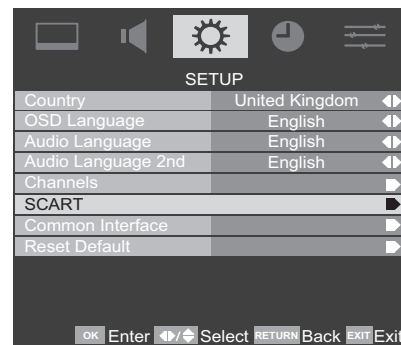 SETUP
Country United Kingdom
OSD Language English
Audio Language English
Audio Language 2nd English
Channels
SCART
Common Interface
Reset Default
OK Enter / Select RETURN Back EXIT Exit